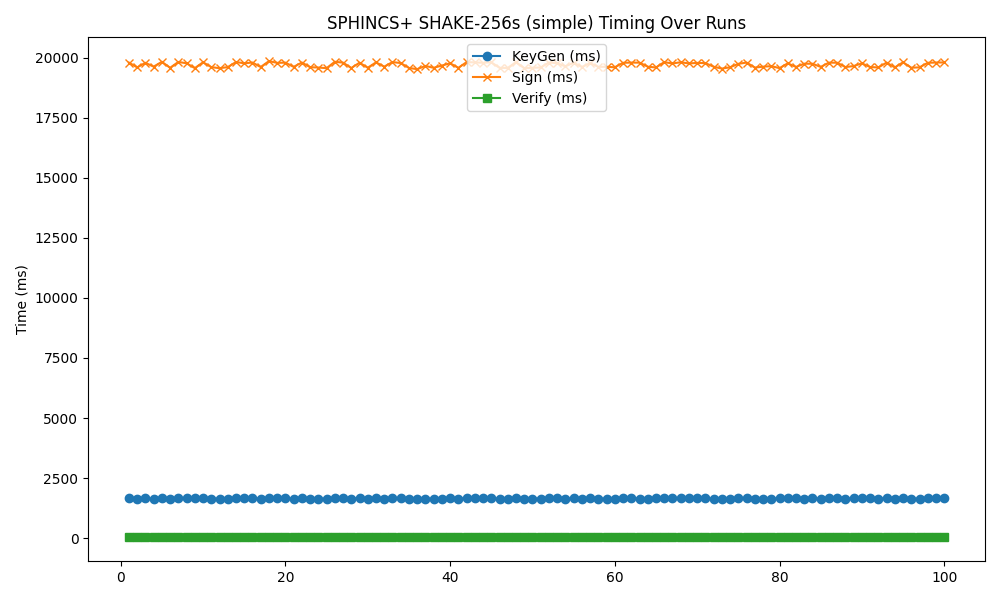 SPHINCS+ SHAKE-256s (simple) Timing Over Runs
KeyGen (ms)
Sign (ms)
Verify (ms)
Time (ms)
20000
17500
15000
12500
10000
7500
5000
2500
0
0 20 40 60 80 100